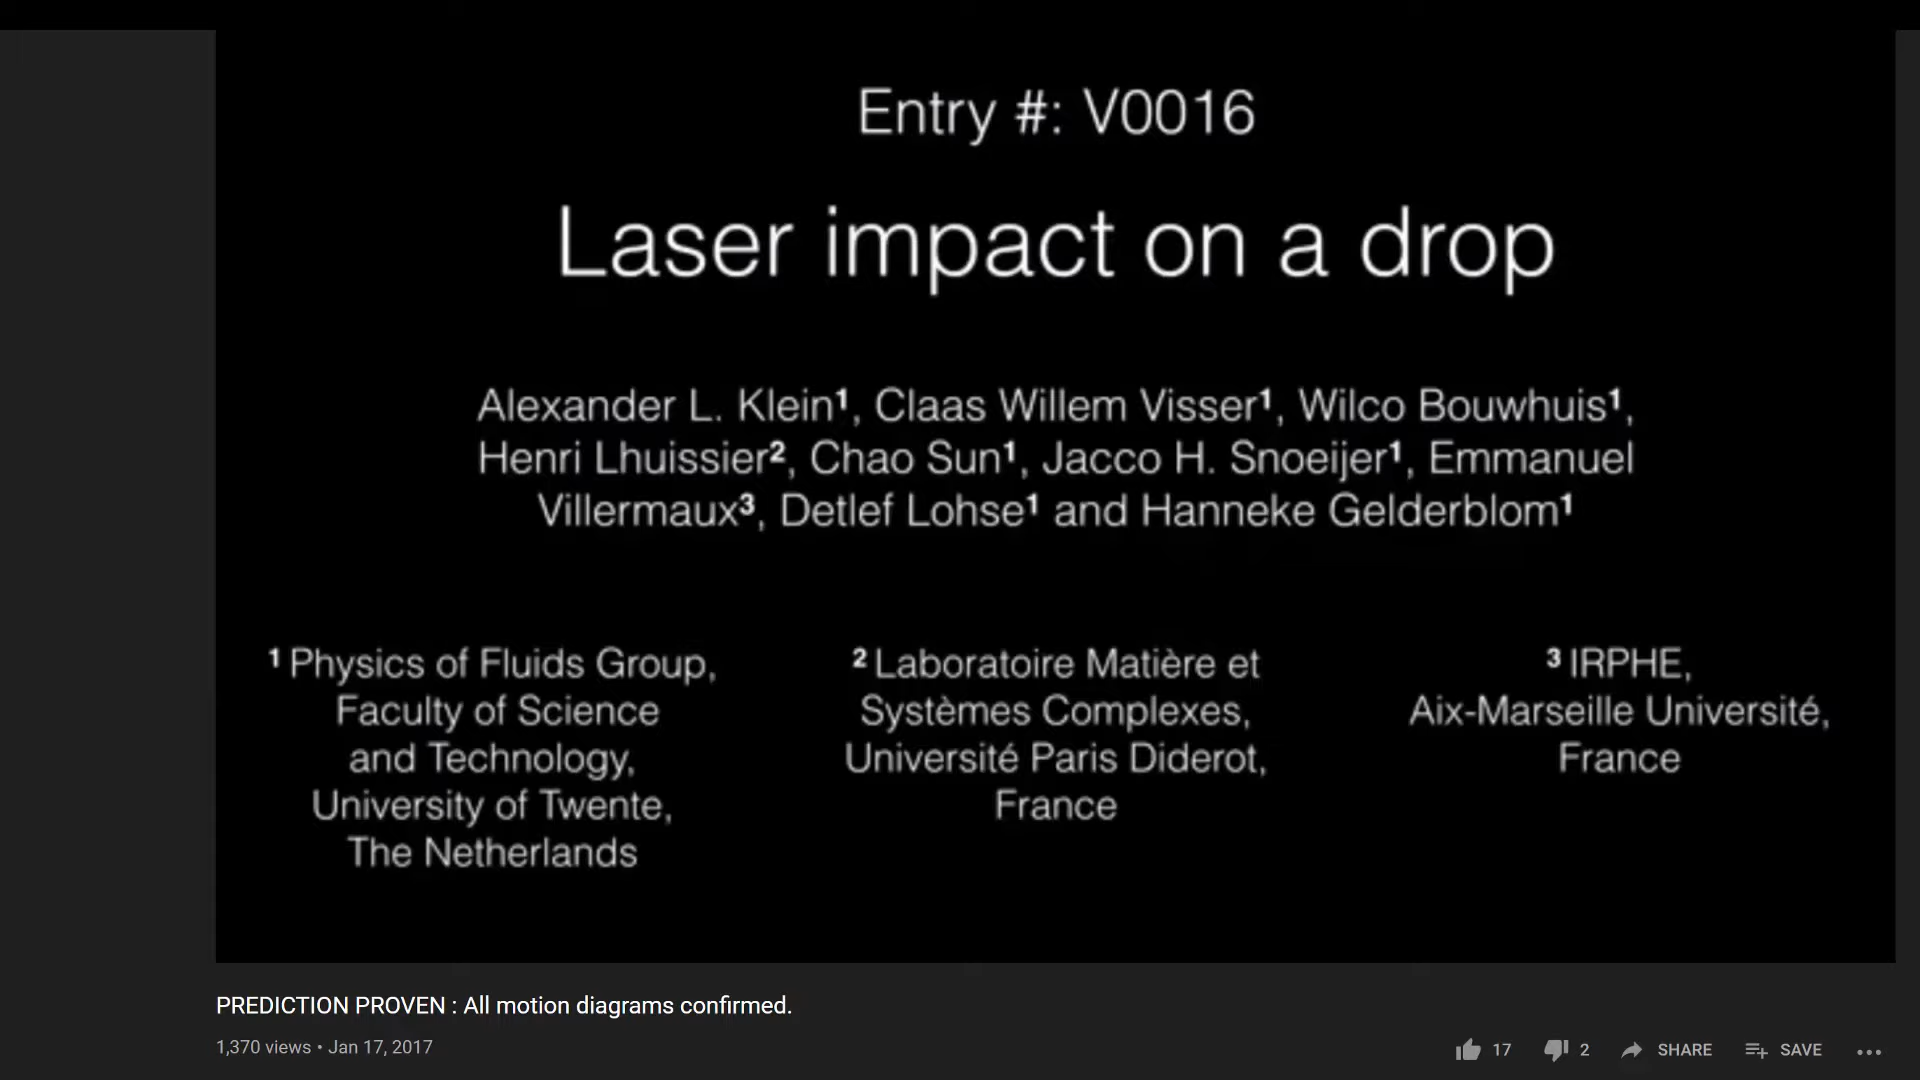 Entry #: V0016
Laser impact on a drop
Alexander L. Klein¹, Claas Willem Visser¹, Wilco Bouwhuis¹,
Henri Lhuissier², Chao Sun¹, Jacco H. Snoeijer¹, Emmanuel
Villermaux³, Detlef Lohse¹ and Hanneke Gelderblom¹
¹ Physics of Fluids Group,
Faculty of Science
and Technology,
University of Twente,
The Netherlands
² Laboratoire Matière et
Systèmes Complexes,
Université Paris Diderot,
France
³ IRPHE,
Aix-Marseille Université,
France
PREDICTION PROVEN : All motion diagrams confirmed.
1,370 views • Jan 17, 2017
17 2 SHARE SAVE